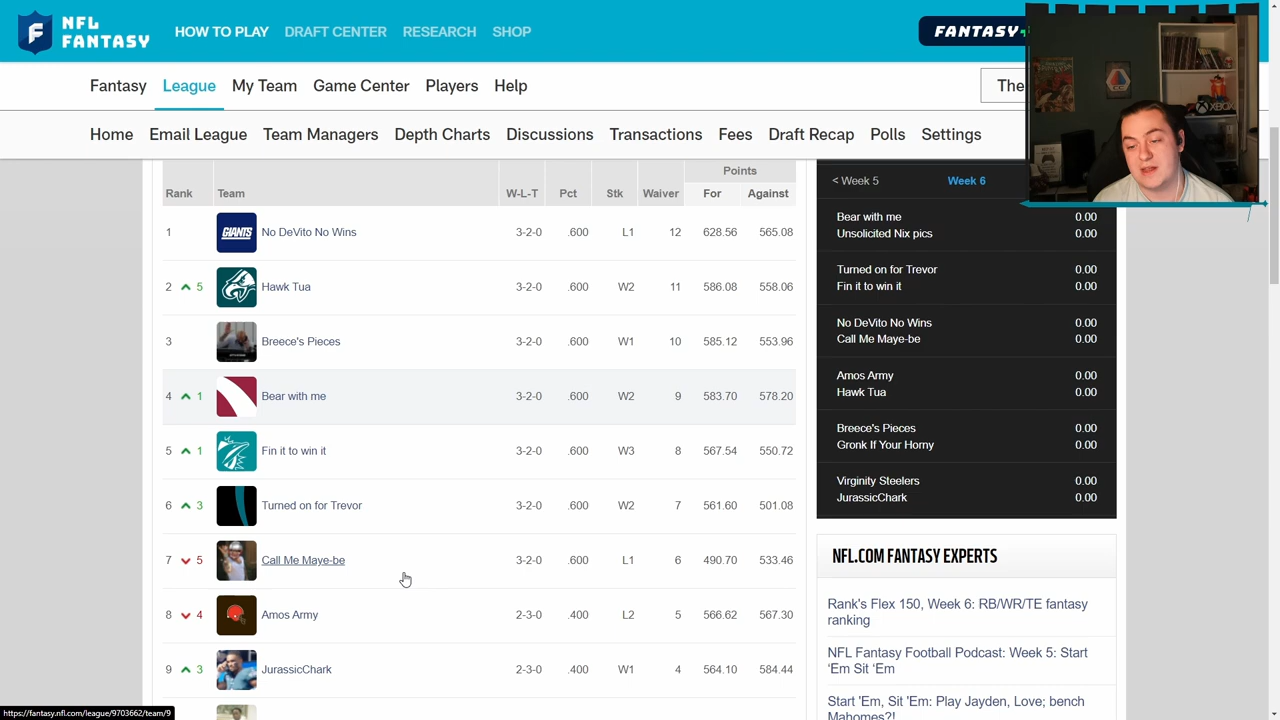 NFL FANTASY
HOW TO PLAY DRAFT CENTER RESEARCH SHOP
FANTASY+
Fantasy League My Team Game Center Players Help
The
Home Email League Team Managers Depth Charts Discussions Transactions Fees Draft Recap Polls Settings
Points
Rank Team W-L-T Pct Stk Waiver For Against
1 GIANTS No DeVito No Wins 3-2-0 .600 L1 12 628.56 565.08
2 5 Hawk Tua 3-2-0 .600 W2 11 586.08 558.06
3 Breece's Pieces 3-2-0 .600 W1 10 585.12 553.96
4 1 Bear with me 3-2-0 .600 W2 9 583.70 578.20
5 1 Fin it to win it 3-2-0 .600 W3 8 567.54 550.72
6 3 Turned on for Trevor 3-2-0 .600 W2 7 561.60 501.08
7 5 Call Me Maye-be 3-2-0 .600 L1 6 490.70 533.46
8 4 Amos Army 2-3-0 .400 L2 5 566.62 567.30
9 3 JurassicChark 2-3-0 .400 W1 4 564.10 584.44
< Week 5 Week 6
Bear with me 0.00
Unsolicited Nix pics 0.00
Turned on for Trevor 0.00
Fin it to win it 0.00
No DeVito No Wins 0.00
Call Me Maye-be 0.00
Amos Army 0.00
Hawk Tua 0.00
Breece's Pieces 0.00
Gronk If Your Horny 0.00
Virginity Steelers 0.00
JurassicChark 0.00
NFL.COM FANTASY EXPERTS
Rank's Flex 150, Week 6: RB/WR/TE fantasy
ranking
NFL Fantasy Football Podcast: Week 5: Start
'Em Sit 'Em
Start 'Em, Sit 'Em: Play Jayden, Love; bench
Mahomes?!
XBOX
https://fantasy.nfl.com/league/9703662/team/9